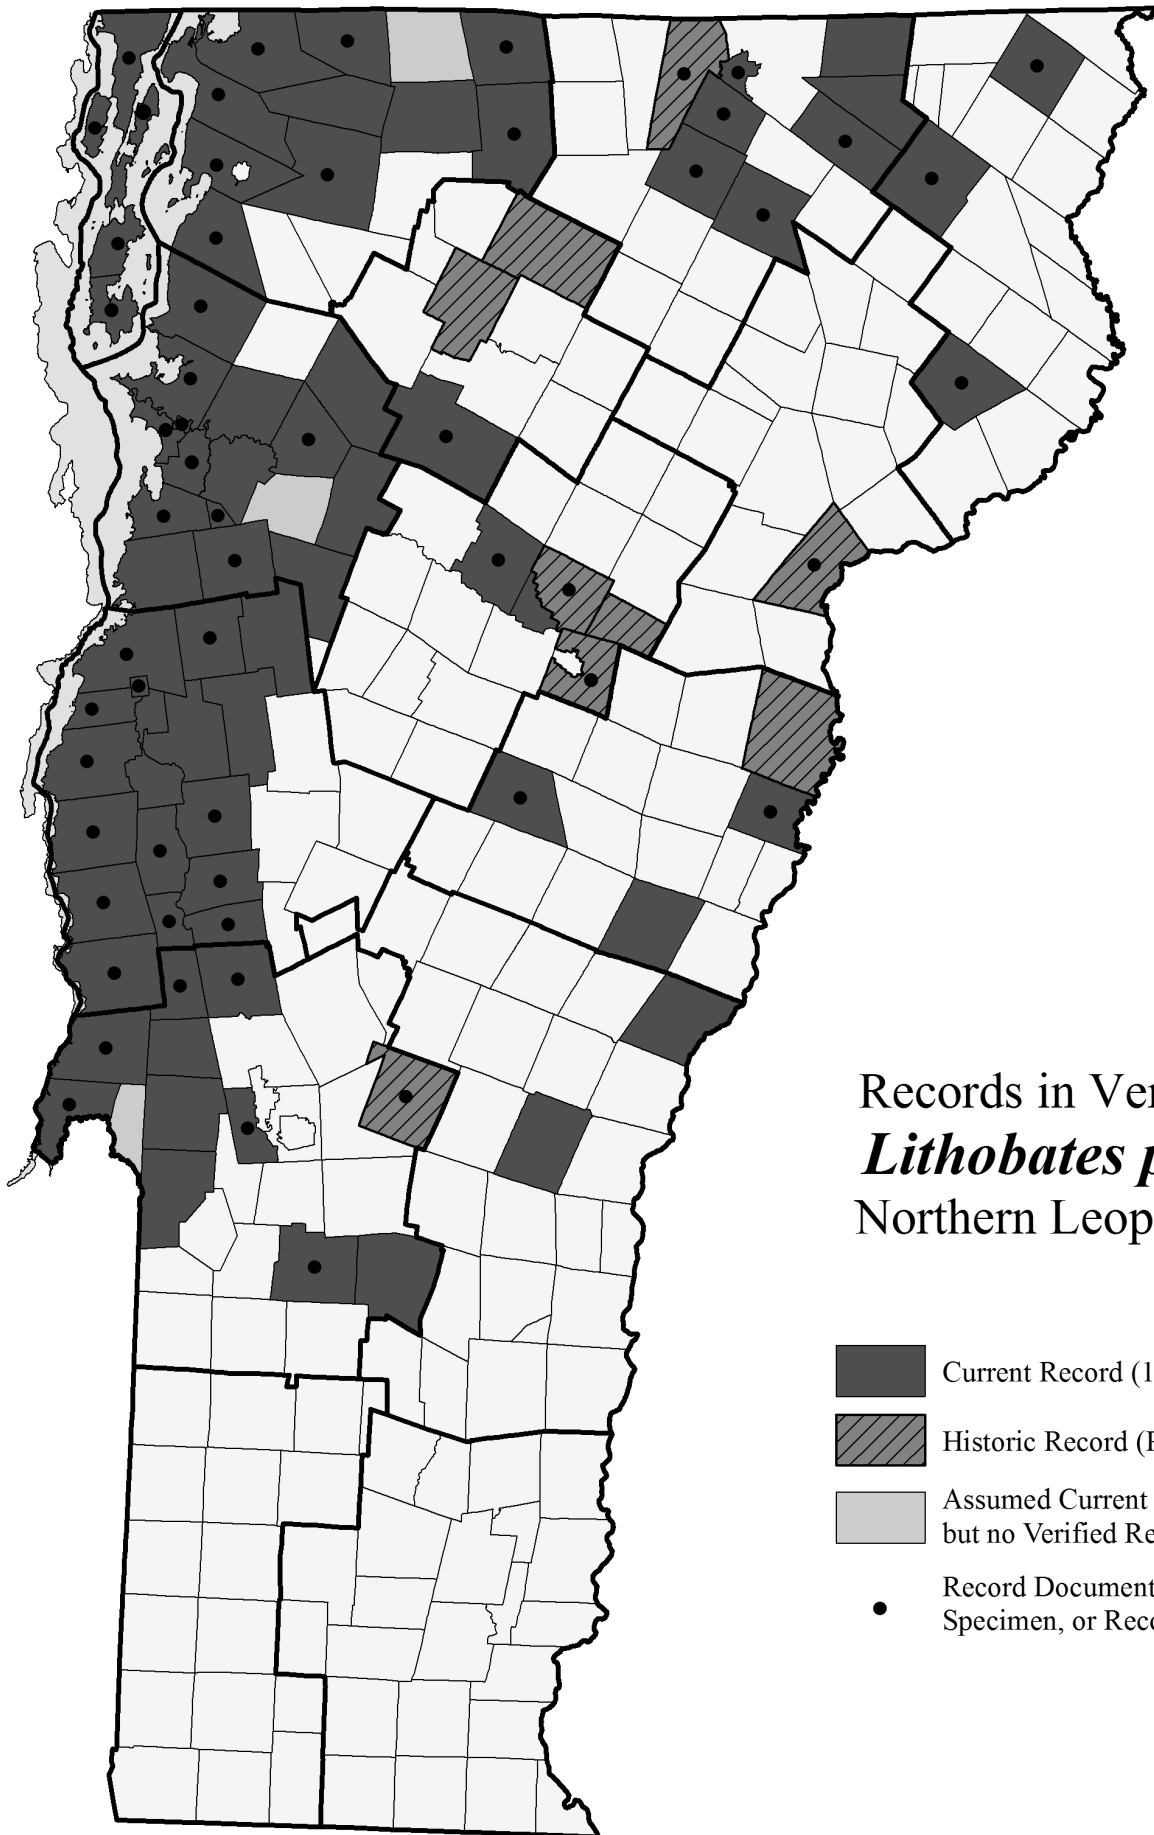 Records in Ver
Lithobates p
Northern Leop
Current Record (1
Historic Record (P
Assumed Current
but no Verified Re
Record Document
Specimen, or Reco